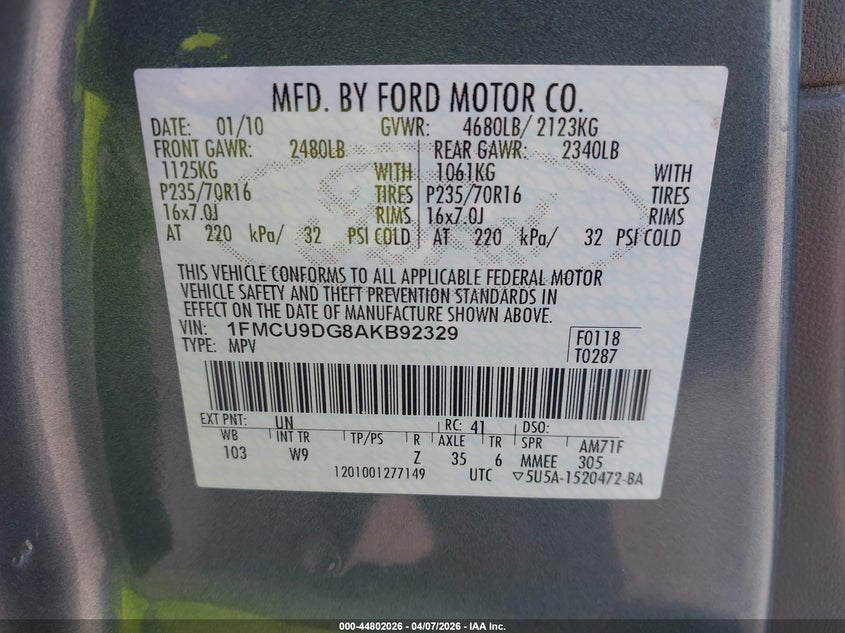 MFD. BY FORD MOTOR CO.
DATE: 01/10 GVWR: 4680LB/ 2123KG
FRONT GAWR: 2480LB REAR GAWR: 2340LB
1125KG WITH 1061KG WITH
P235/70R16 TIRES P235/70R16 TIRES
16x7.0J RIMS 16x7.0J RIMS
AT 220 kPa/ 32 PSI COLD AT 220 kPa/ 32 PSI COLD
THIS VEHICLE CONFORMS TO ALL APPLICABLE FEDERAL MOTOR
VEHICLE SAFETY AND THEFT PREVENTION STANDARDS IN
EFFECT ON THE DATE OF MANUFACTURE SHOWN ABOVE.
VIN: 1FMCU9DG8AKB92329 F0118
TYPE: MPV T0287
EXT PNT: UN RC: 41 DSO:
WB INT TR TP/PS R AXLE TR SPR AM71F
103 W9 Z 35 6 MMEE 305
1201001277149 UTC ▽5U5A-1520472-BA
000-44802026 - 04/07/2026 - IAA Inc.